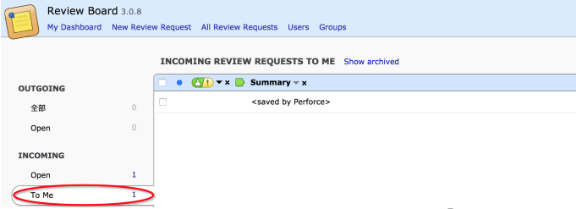 Review Board 3.0.8
My Dashboard New Review Request All Review Requests Users Groups
INCOMING REVIEW REQUESTS TO ME Show archived
Summary
<saved by Perforce>
OUTGOING
全部 0
Open 0
INCOMING
Open 1
To Me 1